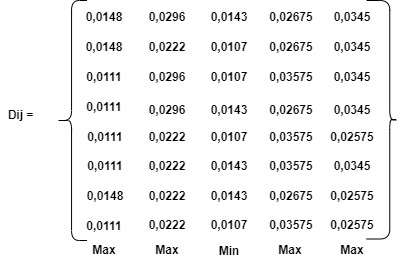 0,0148 0,0296 0,0143 0,02675 0,0345
0,0148 0,0222 0,0107 0,02675 0,0345
0,0111 0,0296 0,0107 0,03575 0,0345
0,0111 0,0296 0,0143 0,02675 0,0345
Dij =
0,0111 0,0222 0,0107 0,03575 0,02575
0,0111 0,0222 0,0143 0,03575 0,0345
0,0148 0,0222 0,0143 0,02675 0,02575
0,0111 0,0222 0,0107 0,03575 0,02575
Max Max Min Max Max